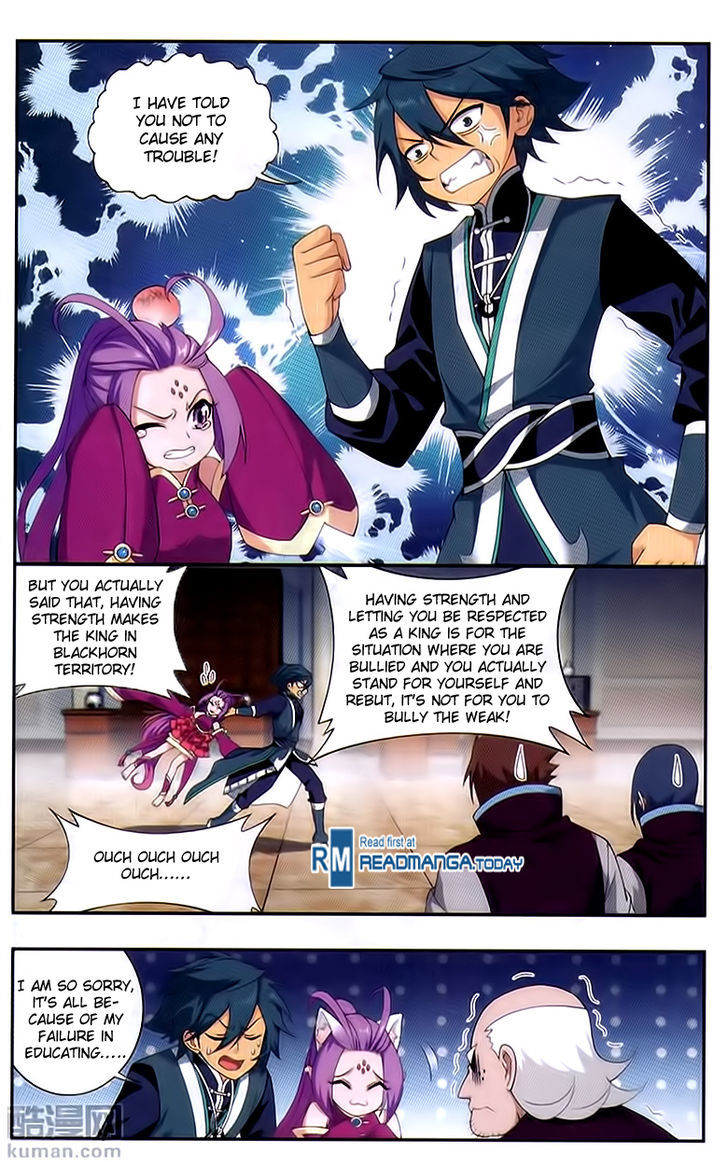 I HAVE TOLD
YOU NOT TO
CAUSE ANY
TROUBLE!
BUT YOU ACTUALLY
SAID THAT, HAVING
STRENGTH MAKES
THE KING IN
BLACKHORN
TERRITORY!
HAVING STRENGTH AND
LETTING YOU BE RESPECTED
AS A KING IS FOR THE
SITUATION WHERE YOU ARE
BULLIED AND YOU ACTUALLY
STAND FOR YOURSELF AND
REBUT, IT'S NOT FOR YOU TO
BULLY THE WEAK!
OUCH OUCH OUCH
OUCH......
RM Read first at
READMANGA.TODAY
I AM SO SORRY,
IT'S ALL BE-
CAUSE OF MY
FAILURE IN
EDUCATING.....
酷漫网
kuman.com